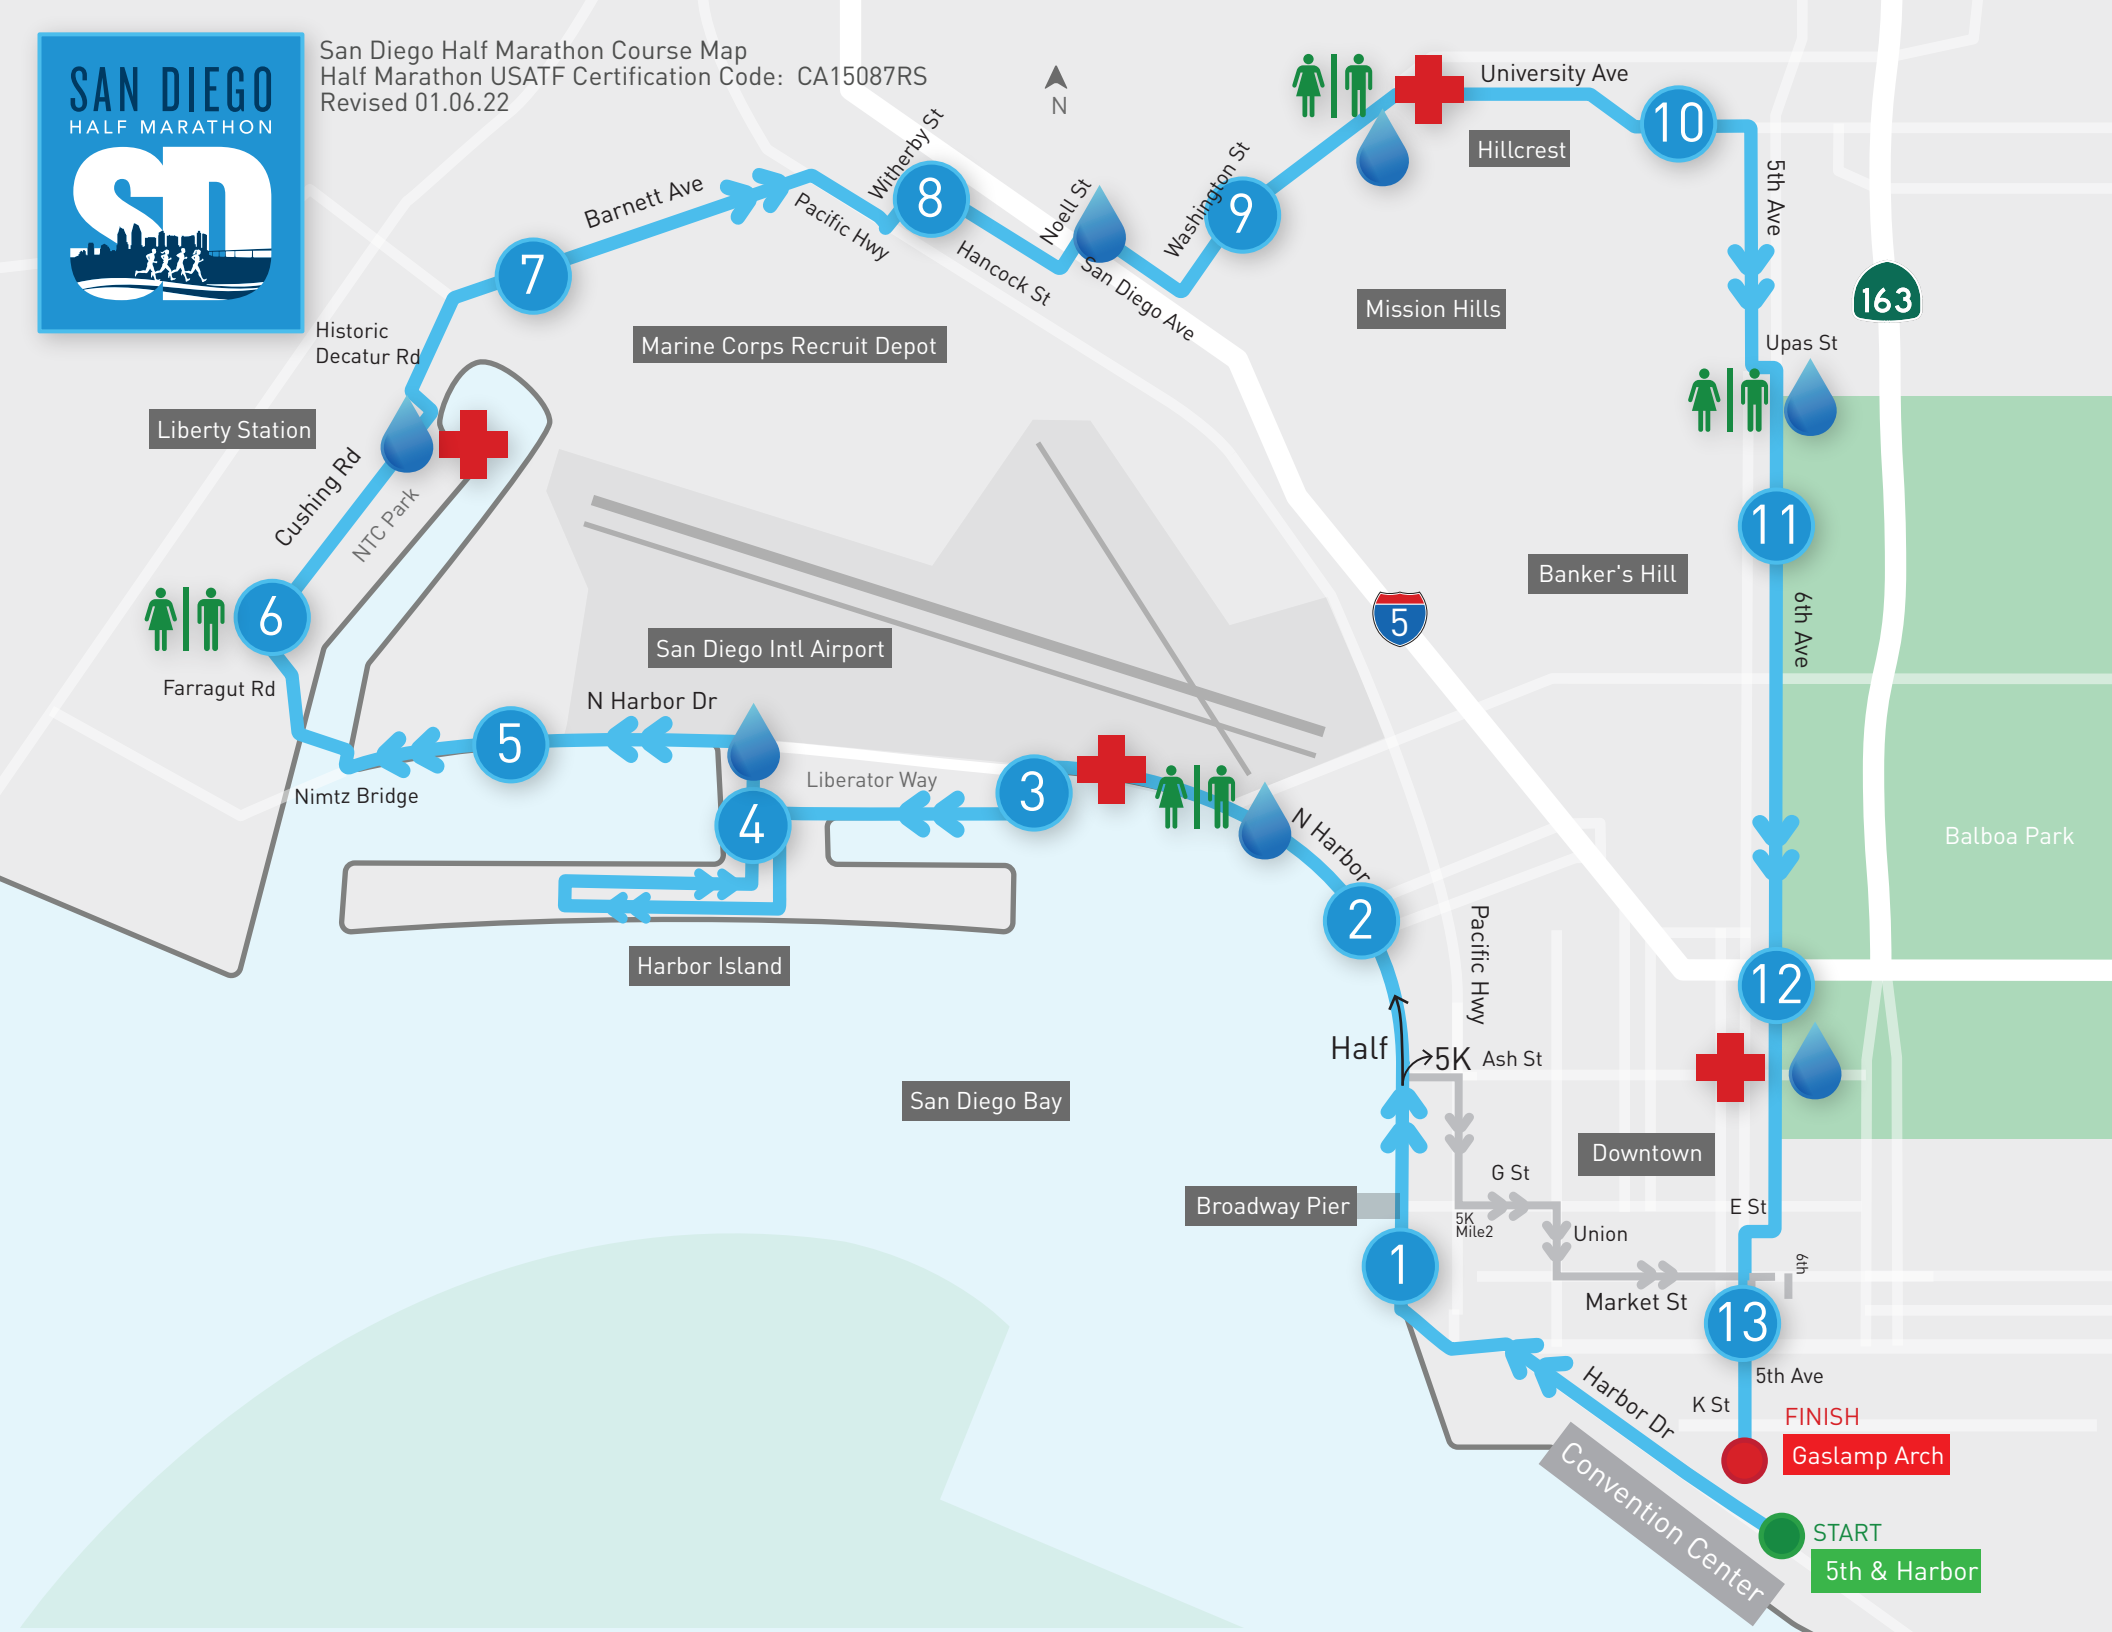 SAN DIEGO
HALF MARATHON
SD
San Diego Half Marathon Course Map
Half Marathon USATF Certification Code: CA15087RS
Revised 01.06.22
N
University Ave
10
Hillcrest
5th Ave
Witherby St
8
Noell St
Washington St
9
Barnett Ave
Pacific Hwy
Hancock St
San Diego Ave
7
Mission Hills
163
Upas St
Historic
Decatur Rd
Marine Corps Recruit Depot
Liberty Station
Cushing Rd
NTC Park
11
Banker's Hill
6th Ave
5
6
San Diego Intl Airport
Farragut Rd
N Harbor Dr
5
Nimtz Bridge
Liberator Way
3
4
N Harbor
2
Balboa Park
Pacific Hwy
Harbor Island
12
Half
5K
Ash St
San Diego Bay
Downtown
G St
Broadway Pier
5K
Mile2
Union
E St
6th
1
Market St
13
5th Ave
K St
Harbor Dr
FINISH
Gaslamp Arch
Convention Center
START
5th & Harbor